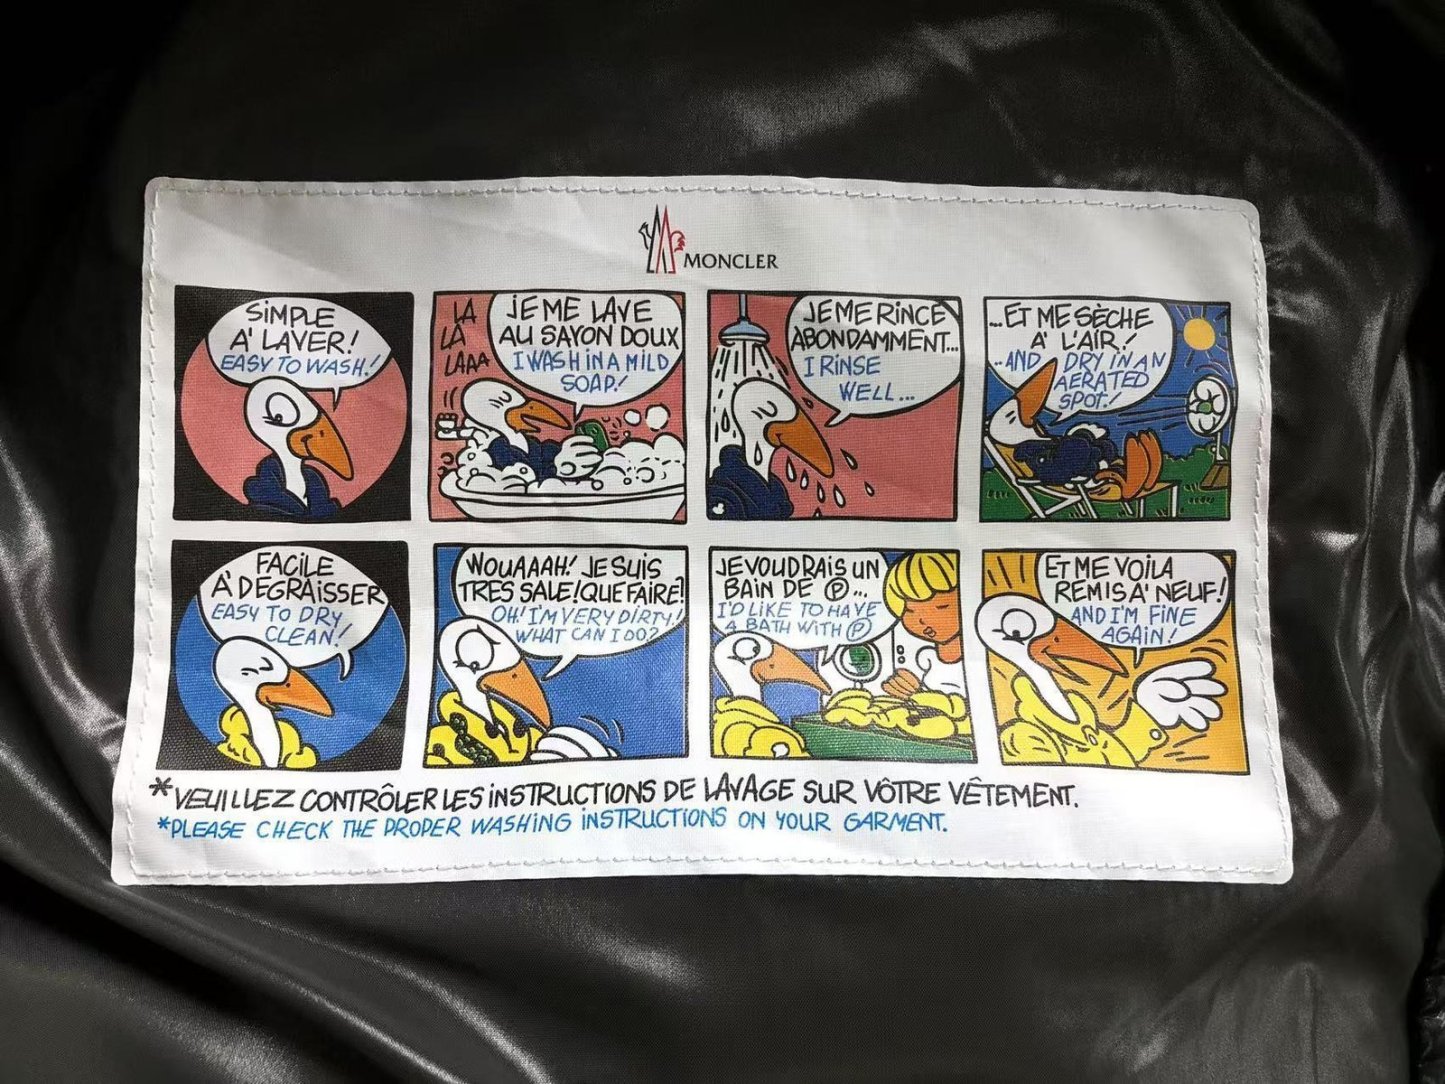 MONCLER
SIMPLE
A' LAVER!
EASY TO WASH!
LA
LA
LAAA
JE ME LAVE
AU SAVON DOUX
I WASH IN A MILD
SOAP!
JE ME RINCE
ABONDAMMENT...
I RINSE
WELL...
...ET ME SÈCHE
A' L'AIR!
..AND DRY IN AN
AERATED
SPOT!
FACILE
A' DEGRAISSER
EASY TO DRY
CLEAN!
WOUAAAH! JE SUIS
TRES SALE! QUE FAIRE?
OH! I'M VERY DIRTY!
WHAT CAN I DO?
JE VOUDRAIS UN
BAIN DE Ⓟ...
I'D LIKE TO HAVE
A BATH WITH Ⓟ
ET ME VOILA
REMIS A' NEUF!
AND I'M FINE
AGAIN!
*VEUILLEZ CONTRÔLER LES INSTRUCTIONS DE LAVAGE SUR VÔTRE VÊTEMENT.
*PLEASE CHECK THE PROPER WASHING INSTRUCTIONS ON YOUR GARMENT.